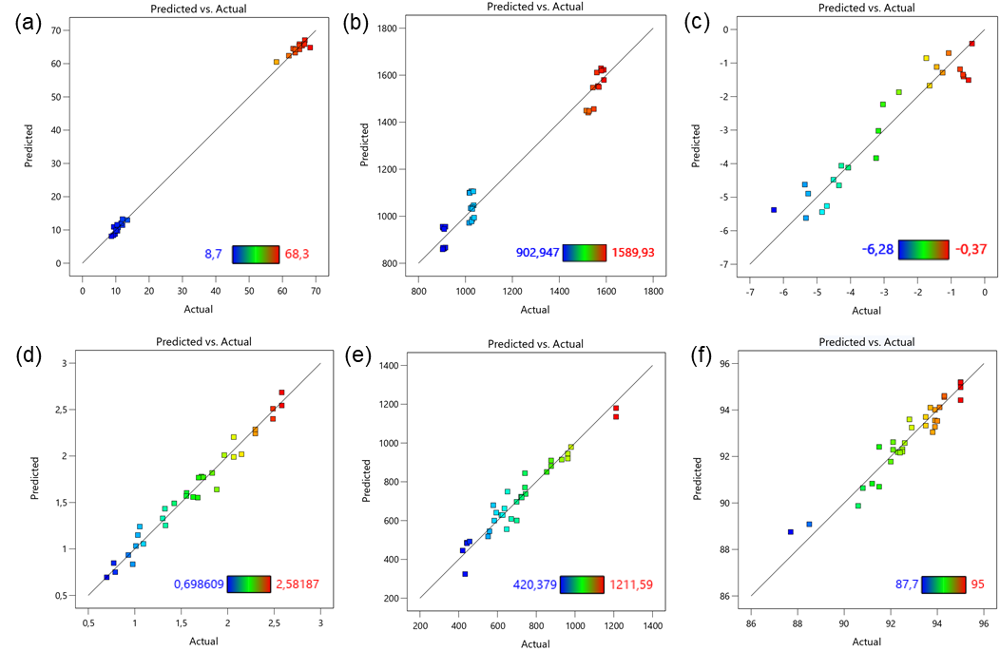 (a)
Predicted vs. Actual
70
60
50
40
30
20
10
0
Predicted
0 10 20 30 40 50 60 70
Actual
8,7 68,3
(b)
Predicted vs. Actual
1800
1600
1400
1200
1000
800
Predicted
800 1000 1200 1400 1600 1800
Actual
902,947 1589,93
(c)
Predicted vs. Actual
0
-1
-2
-3
-4
-5
-6
-7
Predicted
-7 -6 -5 -4 -3 -2 -1 0
Actual
-6,28 -0,37
(d)
Predicted vs. Actual
3
2,5
2
1,5
1
0,5
Predicted
0,5 1 1,5 2 2,5 3
Actual
0,698609 2,58187
(e)
Predicted vs. Actual
1400
1200
1000
800
600
400
200
Predicted
200 400 600 800 1000 1200 1400
Actual
420,379 1211,59
(f)
Predicted vs. Actual
96
94
92
90
88
86
Predicted
86 88 90 92 94 96
Actual
87,7 95